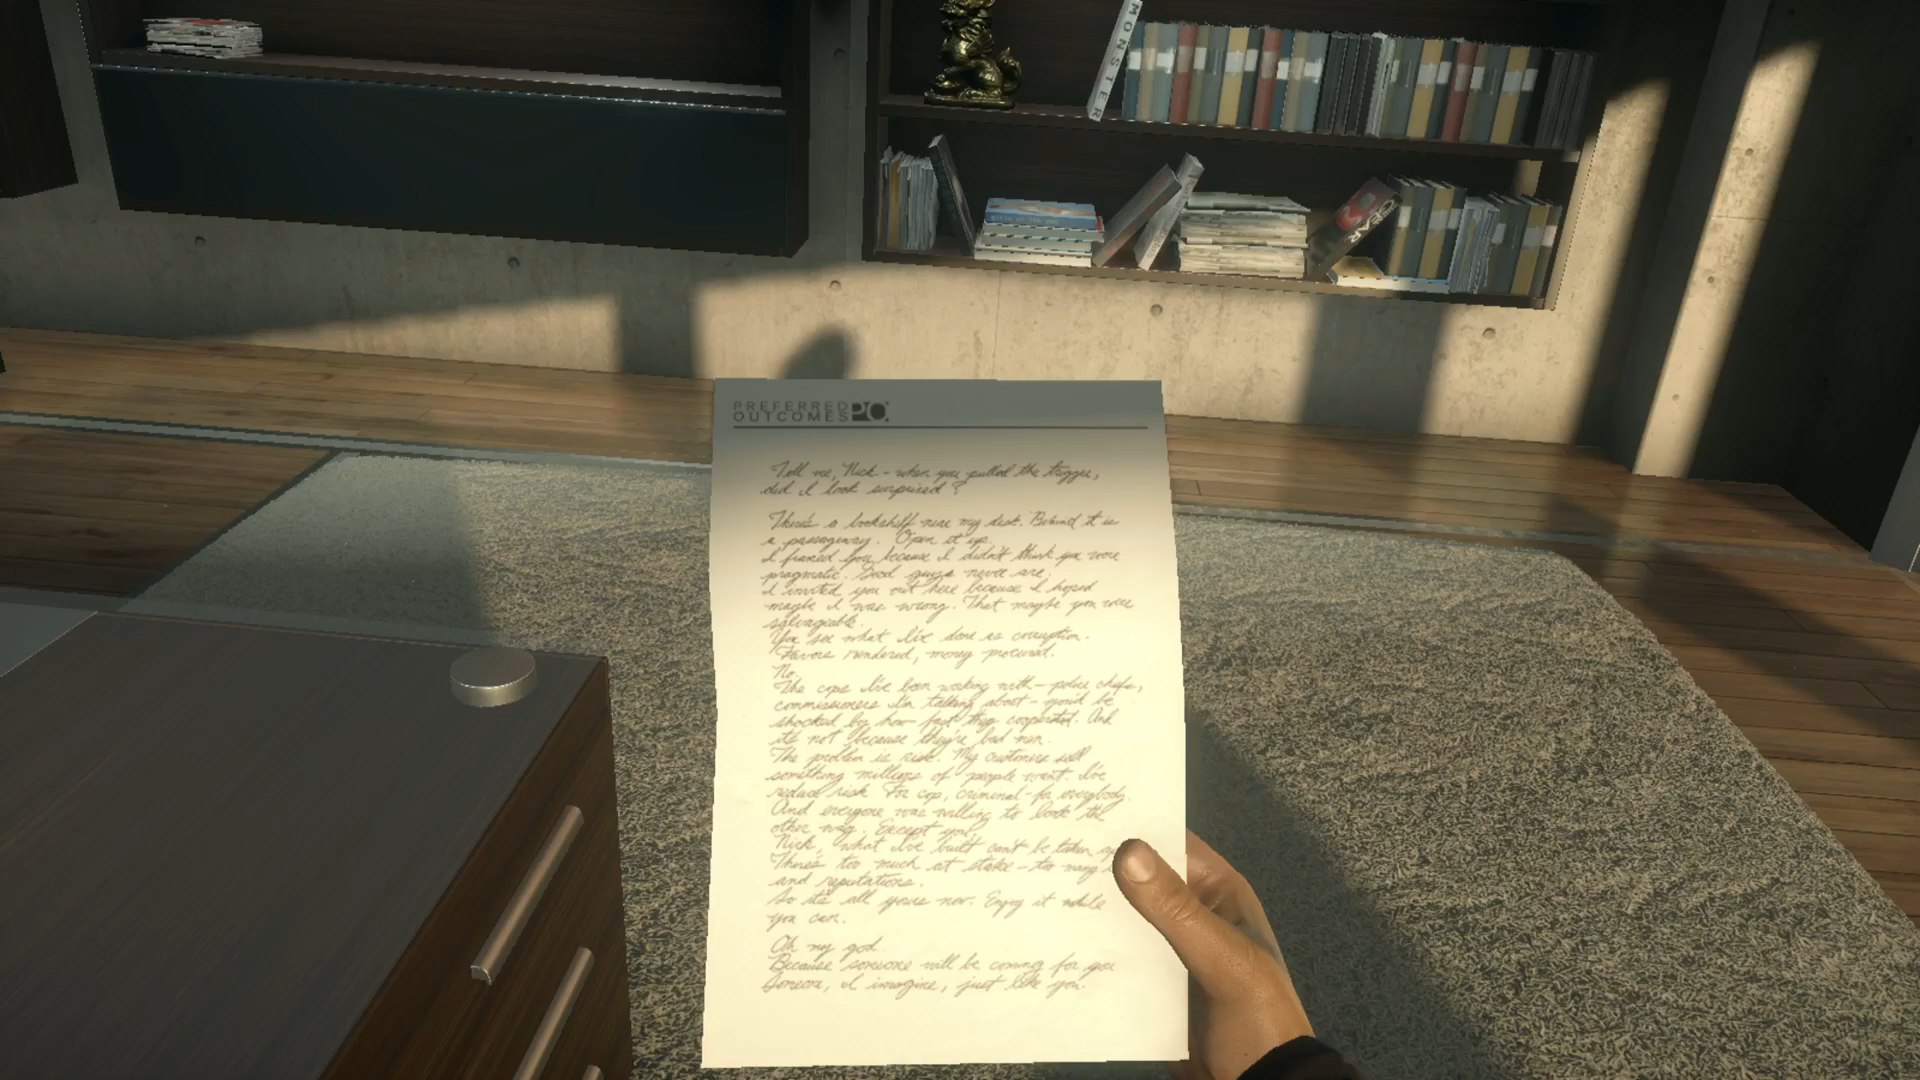 MONSTER
GEAR
PREFERRED
OUTCOMES PO
Tell me, Nick - when you pulled the trigger,
did I look surprised?
There's a bookshelf near my desk. Behind it is
a passageway. Open it up.
I framed you because I didn't think you were
pragmatic. Good guys never are.
I invited you out here because I hoped
maybe I was wrong. That maybe you were
salvageable.
You see what I've done as corruption.
Favors rendered, money procured.
No.
The cops I've been working with - police chiefs,
commissioners I'm talking about - you'd be
shocked by how fast they cooperated. And
it's not because they're bad men.
The problem is risk. My customers sell
something millions of people want. I've
reduce risk. For cop, criminal - for everybody.
And everyone was willing to look the
other way. Except you.
Nick, what I've built can't be taken
There's too much at stake - too many
and reputations.
So it's all yours now. Enjoy it while
you can.
Oh my god.
Because someone will be coming for you
Someone, I imagine, just like you.